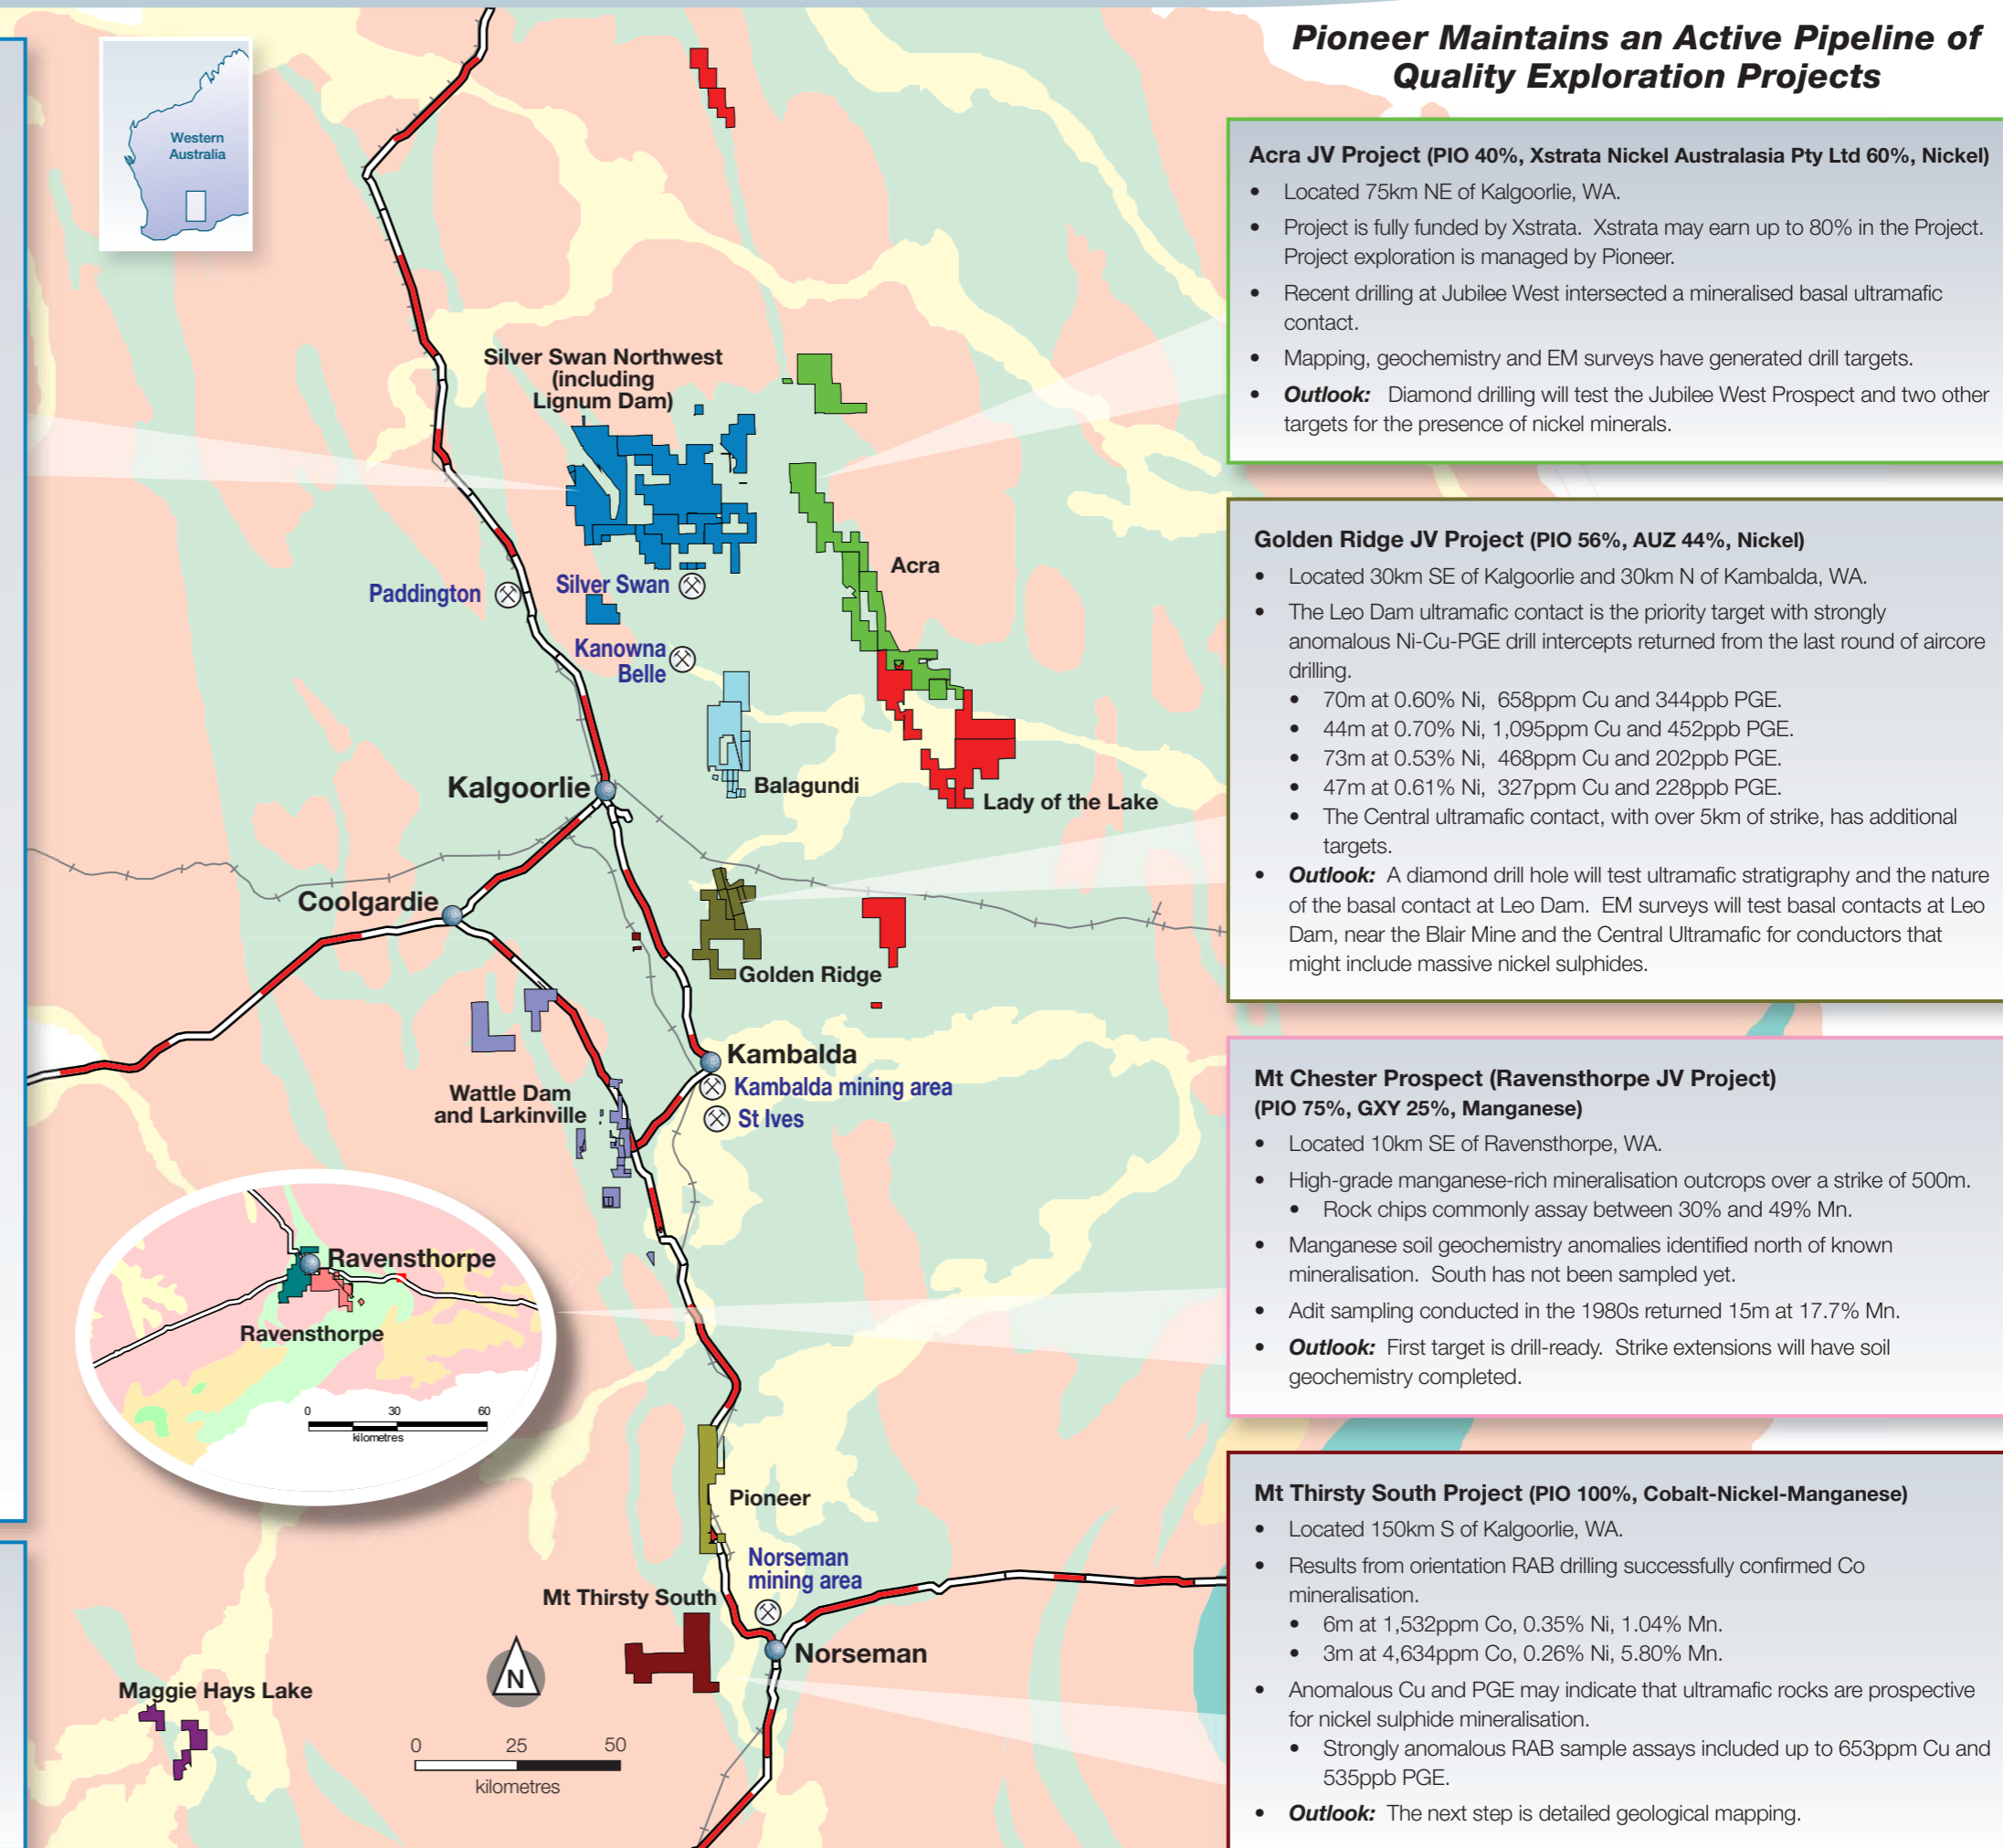 Pioneer Maintains an Active Pipeline of
Quality Exploration Projects
Western
Australia
Silver Swan Northwest
(including
Lignum Dam)
Acra
Paddington
Silver Swan
Kanowna
Belle
Kalgoorlie
Balagundi
Lady of the Lake
Coolgardie
Golden Ridge
Kambalda
Kambalda mining area
St Ives
Wattle Dam
and Larkinville
Ravensthorpe
Ravensthorpe
0 30 60
kilometres
Pioneer
Norseman
mining area
Mt Thirsty South
Norseman
Maggie Hays Lake
N
0 25 50
kilometres
Acra JV Project (PIO 40%, Xstrata Nickel Australasia Pty Ltd 60%, Nickel)
• Located 75km NE of Kalgoorlie, WA.
• Project is fully funded by Xstrata. Xstrata may earn up to 80% in the Project.
Project exploration is managed by Pioneer.
• Recent drilling at Jubilee West intersected a mineralised basal ultramafic
contact.
• Mapping, geochemistry and EM surveys have generated drill targets.
• Outlook: Diamond drilling will test the Jubilee West Prospect and two other
targets for the presence of nickel minerals.
Golden Ridge JV Project (PIO 56%, AUZ 44%, Nickel)
• Located 30km SE of Kalgoorlie and 30km N of Kambalda, WA.
• The Leo Dam ultramafic contact is the priority target with strongly
anomalous Ni-Cu-PGE drill intercepts returned from the last round of aircore
drilling.
• 70m at 0.60% Ni, 658ppm Cu and 344ppb PGE.
• 44m at 0.70% Ni, 1,095ppm Cu and 452ppb PGE.
• 73m at 0.53% Ni, 468ppm Cu and 202ppb PGE.
• 47m at 0.61% Ni, 327ppm Cu and 228ppb PGE.
• The Central ultramafic contact, with over 5km of strike, has additional
targets.
• Outlook: A diamond drill hole will test ultramafic stratigraphy and the nature
of the basal contact at Leo Dam. EM surveys will test basal contacts at Leo
Dam, near the Blair Mine and the Central Ultramafic for conductors that
might include massive nickel sulphides.
Mt Chester Prospect (Ravensthorpe JV Project)
(PIO 75%, GXY 25%, Manganese)
• Located 10km SE of Ravensthorpe, WA.
• High-grade manganese-rich mineralisation outcrops over a strike of 500m.
• Rock chips commonly assay between 30% and 49% Mn.
• Manganese soil geochemistry anomalies identified north of known
mineralisation. South has not been sampled yet.
• Adit sampling conducted in the 1980s returned 15m at 17.7% Mn.
• Outlook: First target is drill-ready. Strike extensions will have soil
geochemistry completed.
Mt Thirsty South Project (PIO 100%, Cobalt-Nickel-Manganese)
• Located 150km S of Kalgoorlie, WA.
• Results from orientation RAB drilling successfully confirmed Co
mineralisation.
• 6m at 1,532ppm Co, 0.35% Ni, 1.04% Mn.
• 3m at 4,634ppm Co, 0.26% Ni, 5.80% Mn.
• Anomalous Cu and PGE may indicate that ultramafic rocks are prospective
for nickel sulphide mineralisation.
• Strongly anomalous RAB sample assays included up to 653ppm Cu and
535ppb PGE.
• Outlook: The next step is detailed geological mapping.